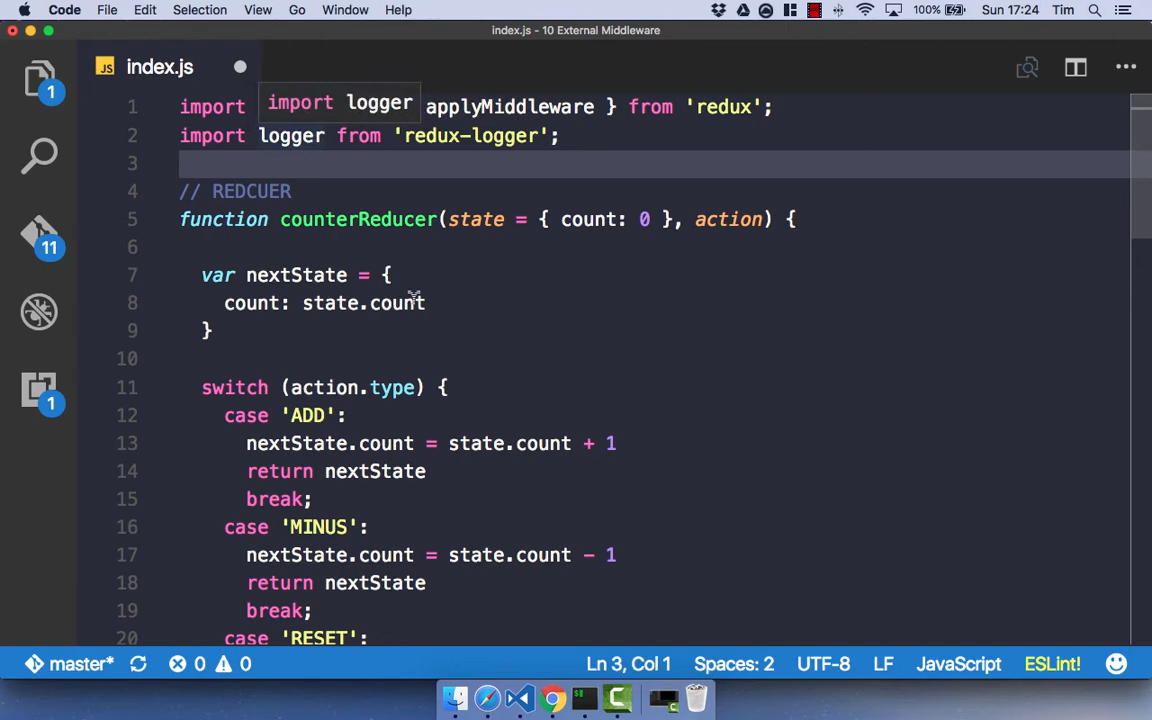 Code File Edit Selection View Go Window Help 100% Sun 17:24 Tim
index.js - 10 External Middleware
JS index.js
import logger
1 import applyMiddleware } from 'redux';
2 import logger from 'redux-logger';
3
4 // REDCUER
5 function counterReducer(state = { count: 0 }, action) {
6
7 var nextState = {
8 count: state.count
9 }
10
11 switch (action.type) {
12 case 'ADD':
13 nextState.count = state.count + 1
14 return nextState
15 break;
16 case 'MINUS':
17 nextState.count = state.count - 1
18 return nextState
19 break;
20 case 'RESET':
1
11
1
master* 0 0 Ln 3, Col 1 Spaces: 2 UTF-8 LF JavaScript ESLint!